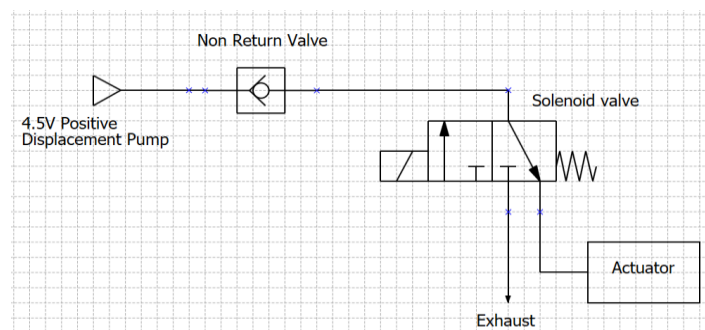 Non Return Valve
4.5V Positive
Displacement Pump
Solenoid valve
Actuator
Exhaust